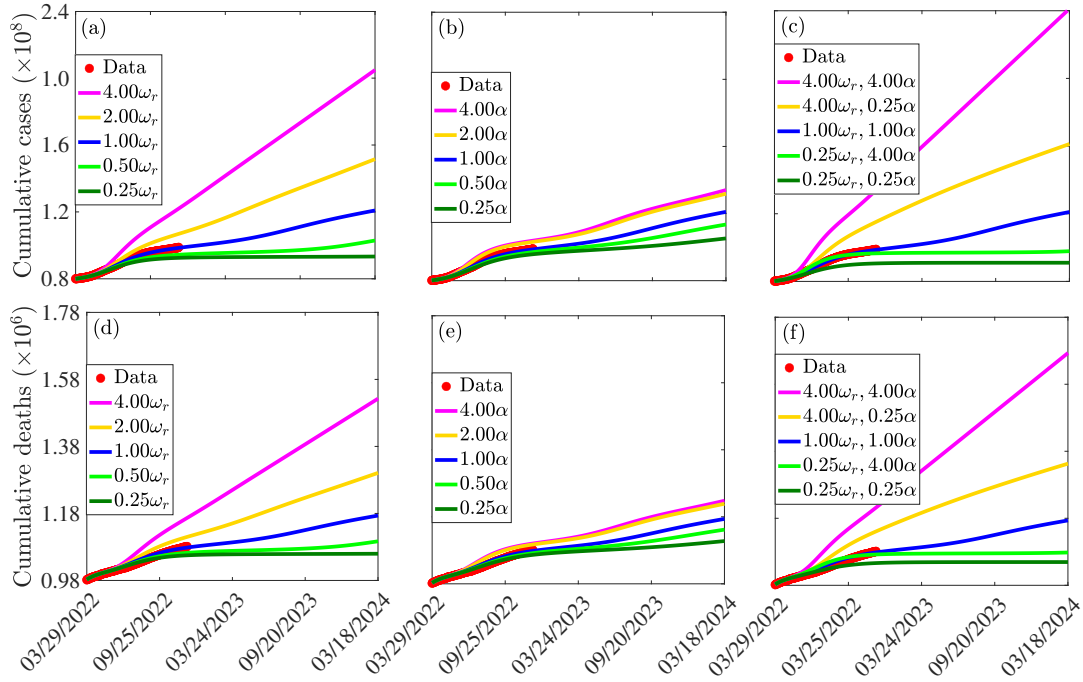 (a)
Cumulative cases (×10⁸)
2.4
1.0
1.6
1.2
0.8
Data
4.00ωᵣ
2.00ωᵣ
1.00ωᵣ
0.50ωᵣ
0.25ωᵣ
(b)
Data
4.00α
2.00α
1.00α
0.50α
0.25α
(c)
Data
4.00ωᵣ, 4.00α
4.00ωᵣ, 0.25α
1.00ωᵣ, 1.00α
0.25ωᵣ, 4.00α
0.25ωᵣ, 0.25α
(d)
Cumulative deaths (×10⁶)
1.78
1.58
1.38
1.18
0.98
Data
4.00ωᵣ
2.00ωᵣ
1.00ωᵣ
0.50ωᵣ
0.25ωᵣ
03/29/2022
09/25/2022
03/24/2023
09/20/2023
03/18/2024
(e)
Data
4.00α
2.00α
1.00α
0.50α
0.25α
03/29/2022
09/25/2022
03/24/2023
09/20/2023
03/18/2024
(f)
Data
4.00ωᵣ, 4.00α
4.00ωᵣ, 0.25α
1.00ωᵣ, 1.00α
0.25ωᵣ, 4.00α
0.25ωᵣ, 0.25α
03/29/2022
03/25/2022
03/24/2023
09/20/2023
03/18/2024